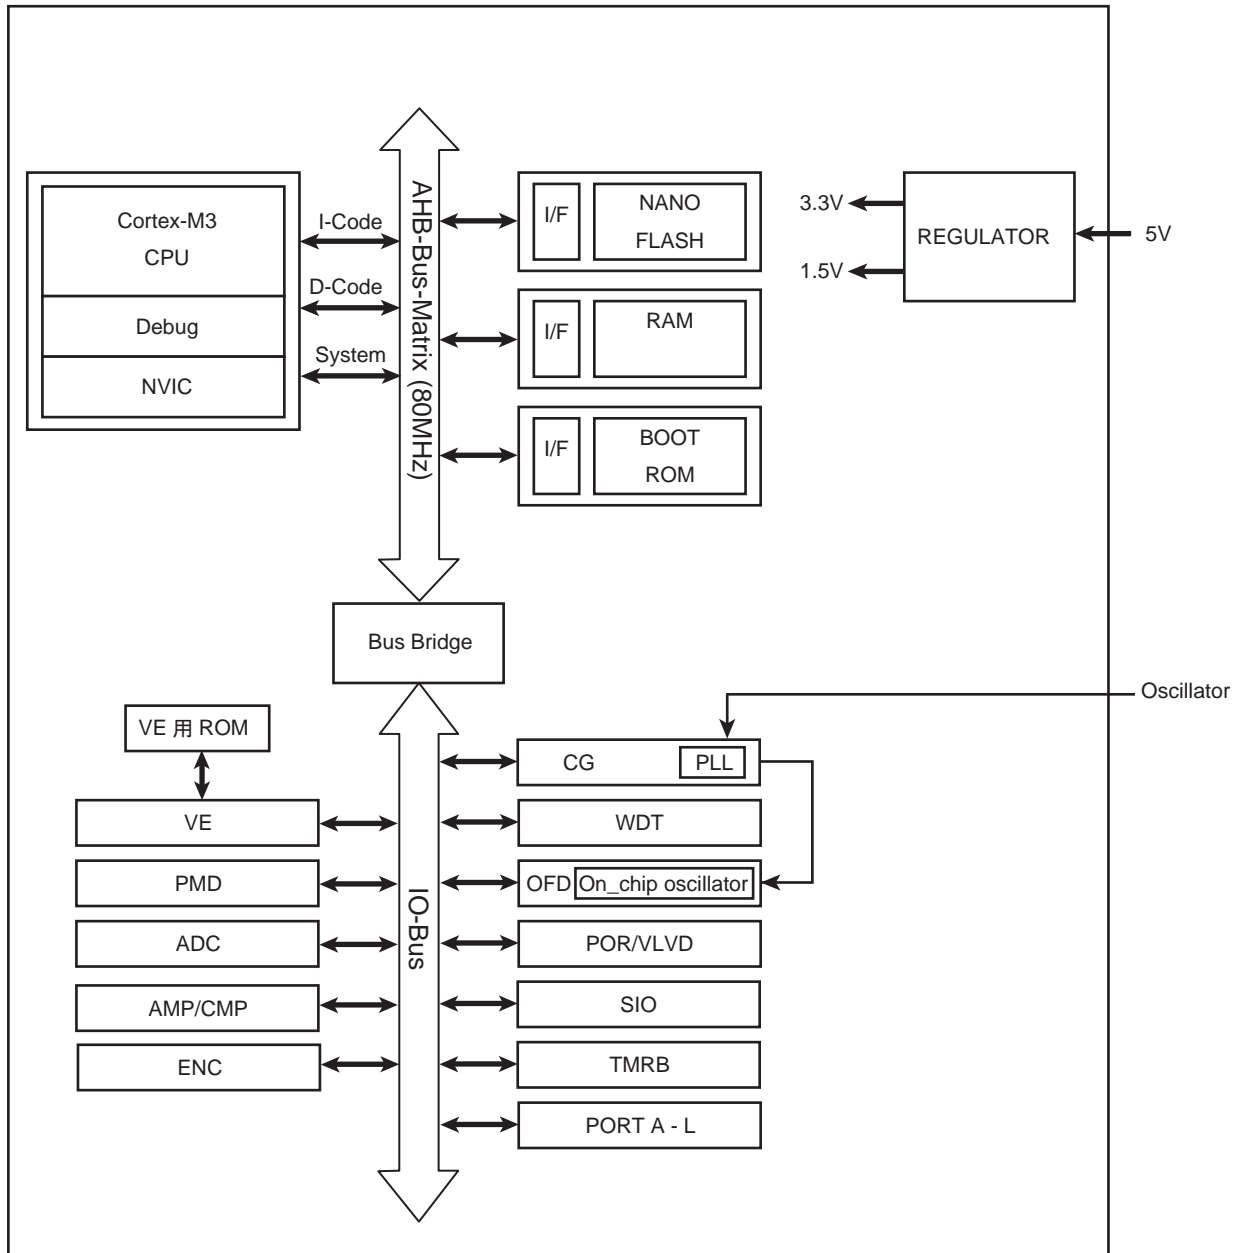 Cortex-M3
CPU
Debug
NVIC
I-Code
D-Code
System
AHB-Bus-Matrix (80MHz)
I/F
NANO
FLASH
I/F
RAM
I/F
BOOT
ROM
3.3V
1.5V
REGULATOR
5V
Bus Bridge
Oscillator
VE 用 ROM
VE
PMD
ADC
AMP/CMP
ENC
IO-Bus
CG
PLL
WDT
OFD
On_chip oscillator
POR/VLVD
SIO
TMRB
PORT A - L